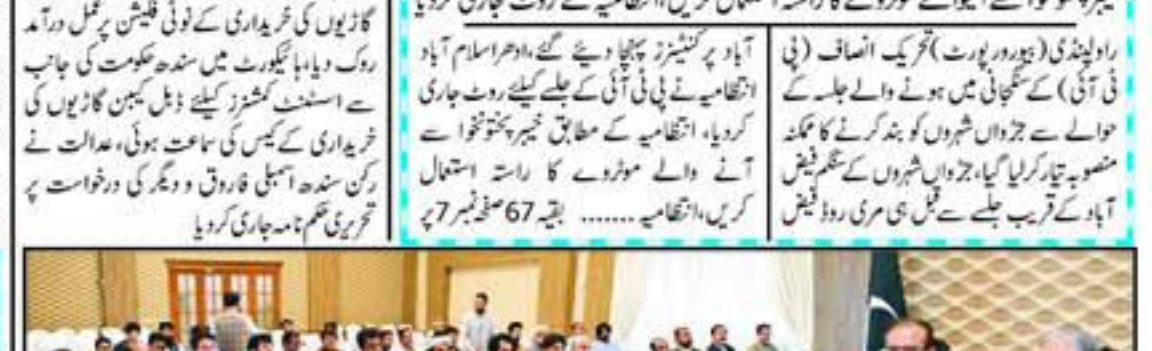 راولپنڈی(بیورورپورٹ)تحریک انصاف (پی
ٹی آئی) کے سنگجانی میں ہونے والے جلسہ کے
حوالے سے جڑواں شہروں کو بند کرنے کا ممکنہ
منصوبہ تیار کرلیا گیا، جڑواں شہروں کے سنگم فیض
آباد کے قریب جلسے سے قبل ہی مری روڈ فیض
آباد پر کنٹینرز پہنچا دیئے گئے،ادھر اسلام آباد
انتظامیہ نے پی ٹی آئی کے جلسے کیلئے روٹ جاری
کردیا، انتظامیہ کے مطابق خیبر پختونخوا سے
آنے والے موٹروے کا راستہ استعمال
کریں،انتظامیہ ....... بقیہ 67 صفحہ نمبر 7 پر
گاڑیوں کی خریداری کے نوٹی فکیشن پر عمل درآمد
روک دیا،ہائیکورٹ میں سندھ حکومت کی جانب
سے اسسٹنٹ کمشنرز کیلئے ڈبل کیبن گاڑیوں کی
خریداری کے کیس کی سماعت ہوئی،عدالت نے
رکن سندھ اسمبلی فاروق و دیگر کی درخواست پر
تحریری حکم نامہ جاری کردیا